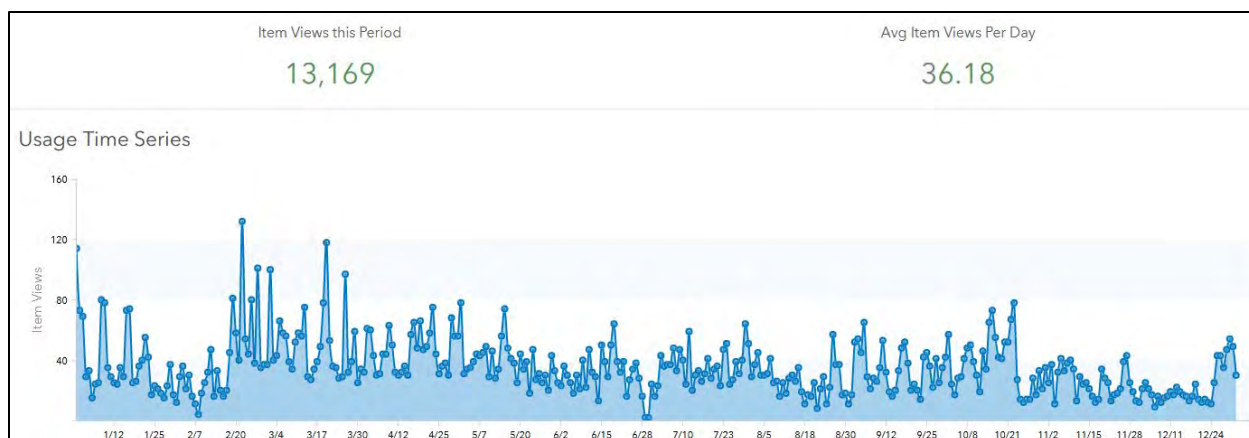 Item Views this Period
Avg Item Views Per Day
13,169
36.18
Usage Time Series
160
120
80
40
Item Views
1/12 1/25 2/7 2/20 3/4 3/17 3/30 4/12 4/25 5/7 5/20 6/2 6/15 6/28 7/10 7/23 8/5 8/18 8/30 9/12 9/25 10/8 10/21 11/2 11/15 11/28 12/11 12/24